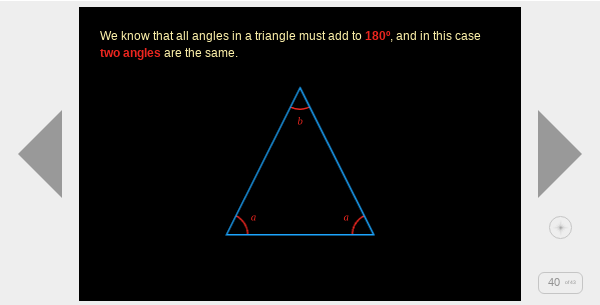 We know that all angles in a triangle must add to 180º, and in this case
two angles are the same.
b
a a
40